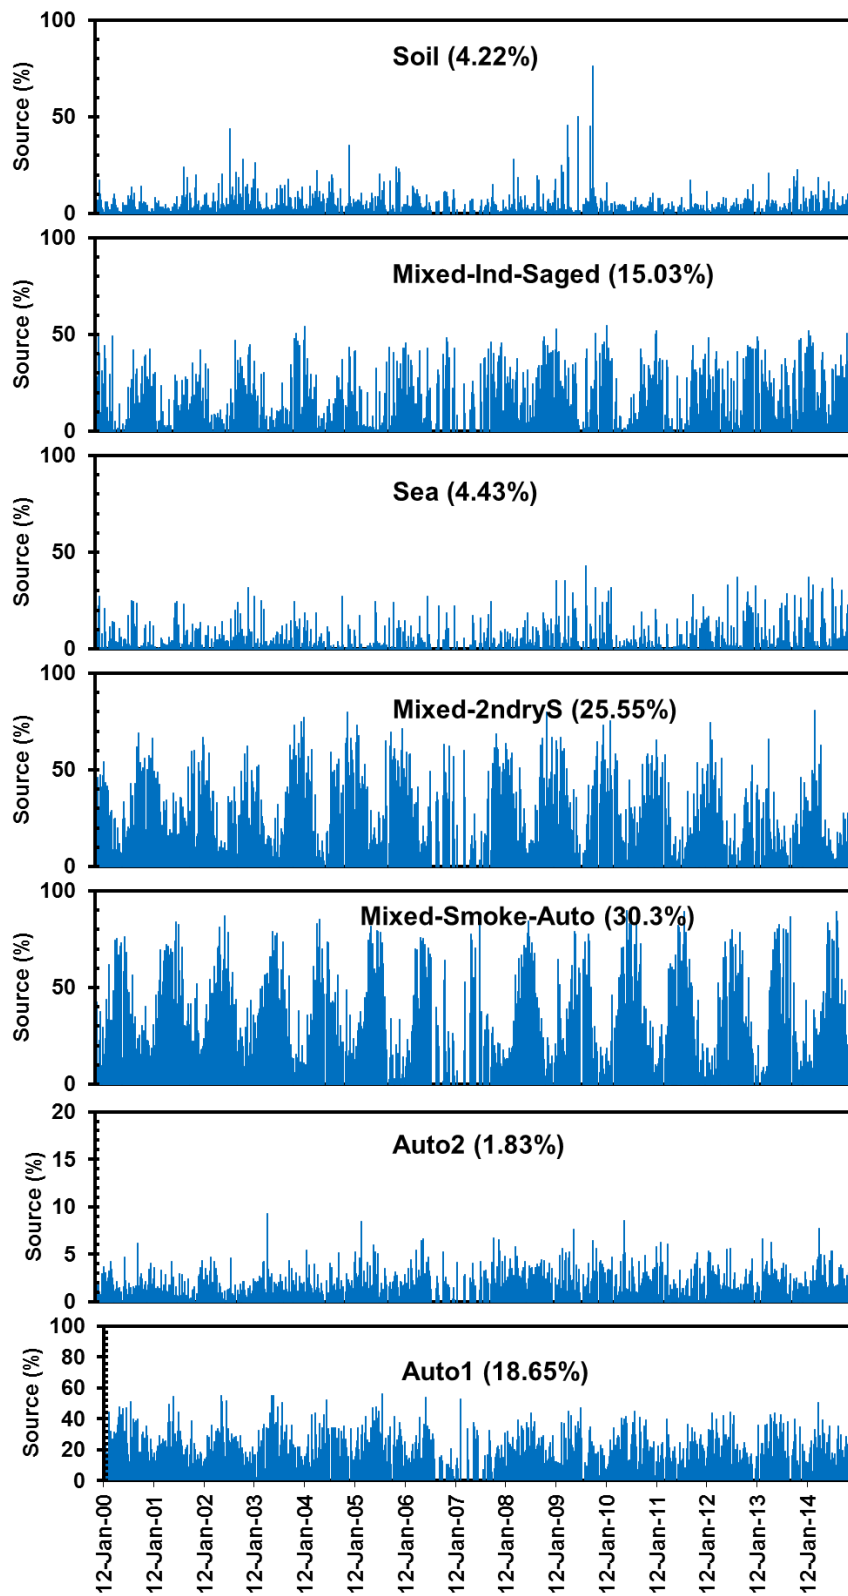 Source (%)
100
50
0
Soil (4.22%)
Source (%)
100
50
0
Mixed-Ind-Saged (15.03%)
Source (%)
100
50
0
Sea (4.43%)
Source (%)
100
50
0
Mixed-2ndryS (25.55%)
Source (%)
100
50
0
Mixed-Smoke-Auto (30.3%)
Source (%)
20
15
10
5
0
Auto2 (1.83%)
Source (%)
100
80
60
40
20
0
Auto1 (18.65%)
12-Jan-00
12-Jan-01
12-Jan-02
12-Jan-03
12-Jan-04
12-Jan-05
12-Jan-06
12-Jan-07
12-Jan-08
12-Jan-09
12-Jan-10
12-Jan-11
12-Jan-12
12-Jan-13
12-Jan-14